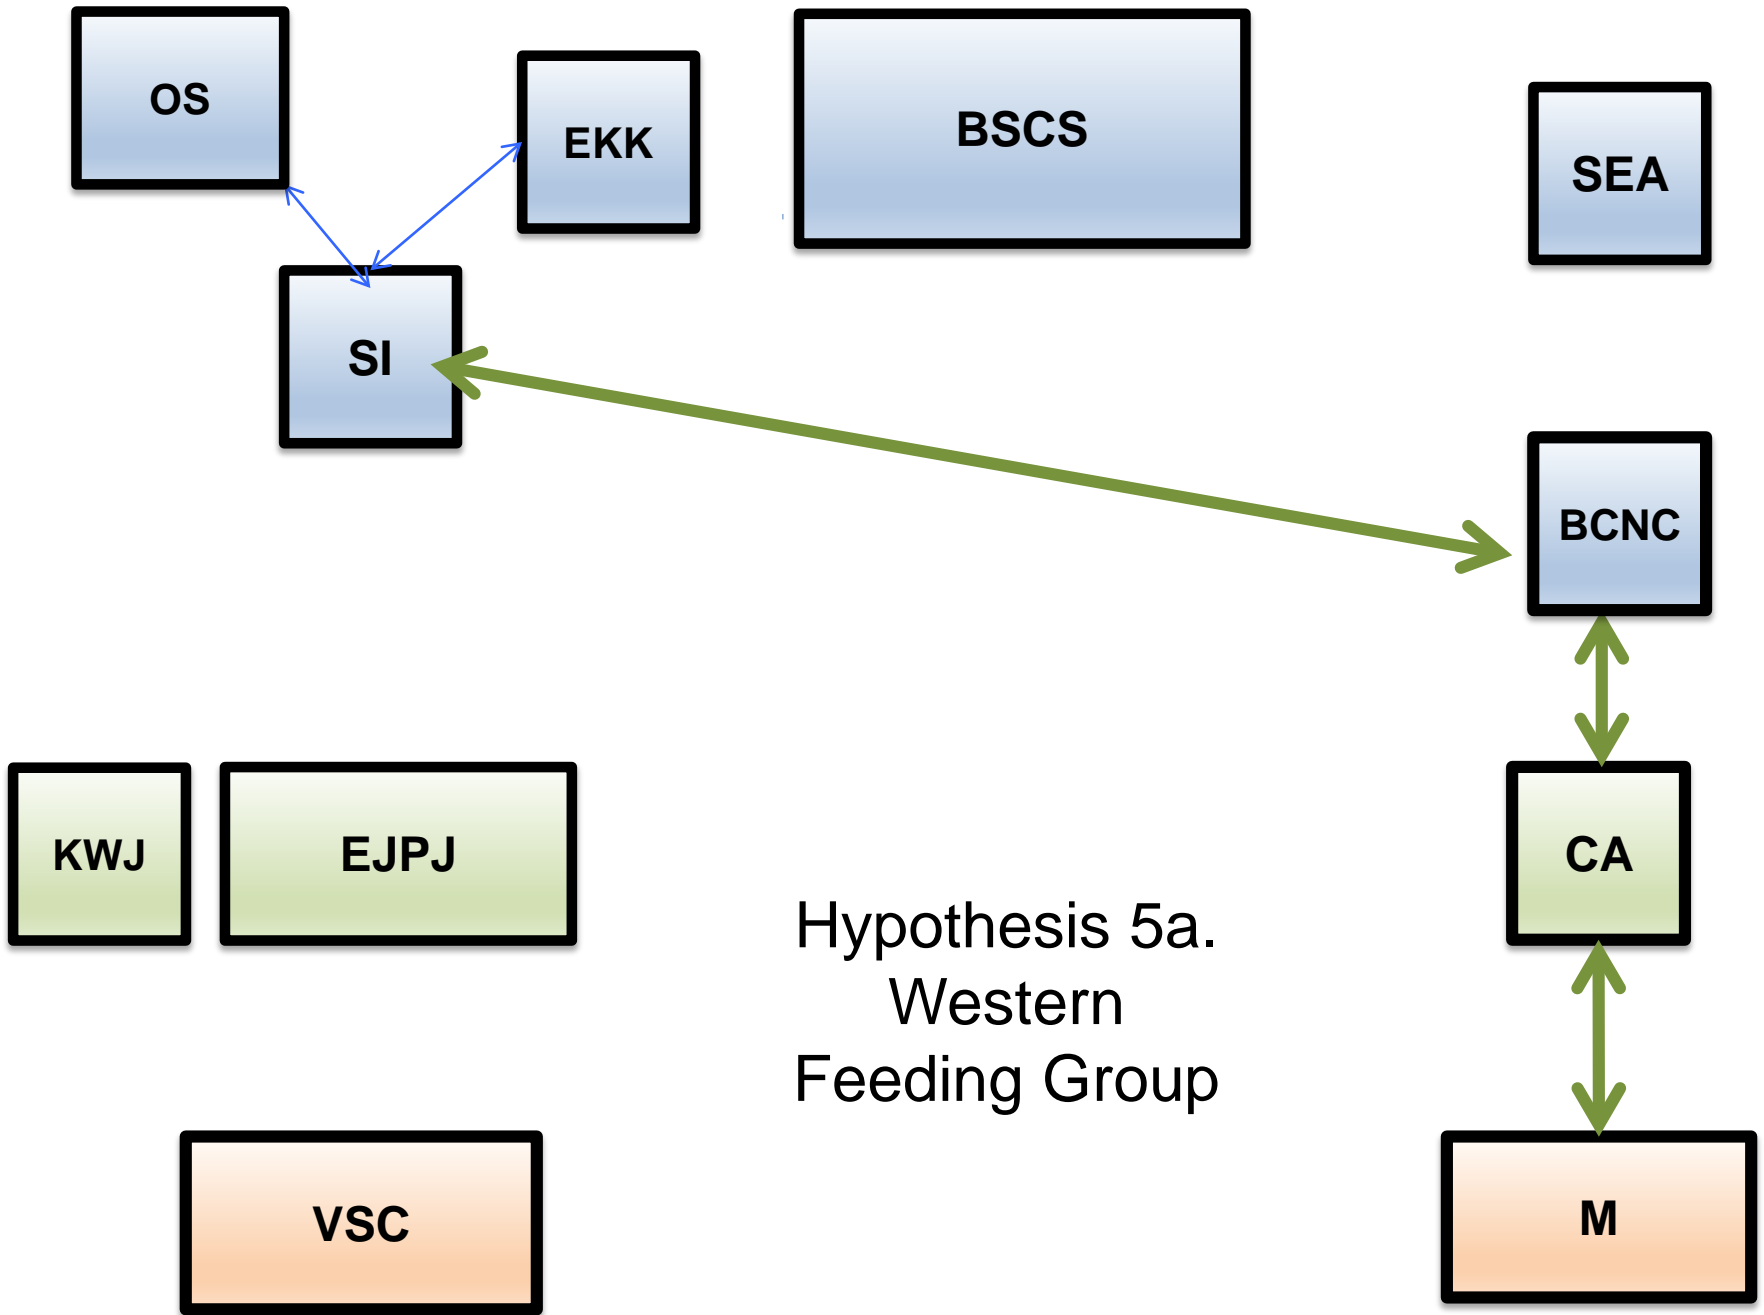 OS
EKK
BSCS
SEA
SI
BCNC
KWJ
EJPJ
CA
Hypothesis 5a.
Western
Feeding Group
VSC
M